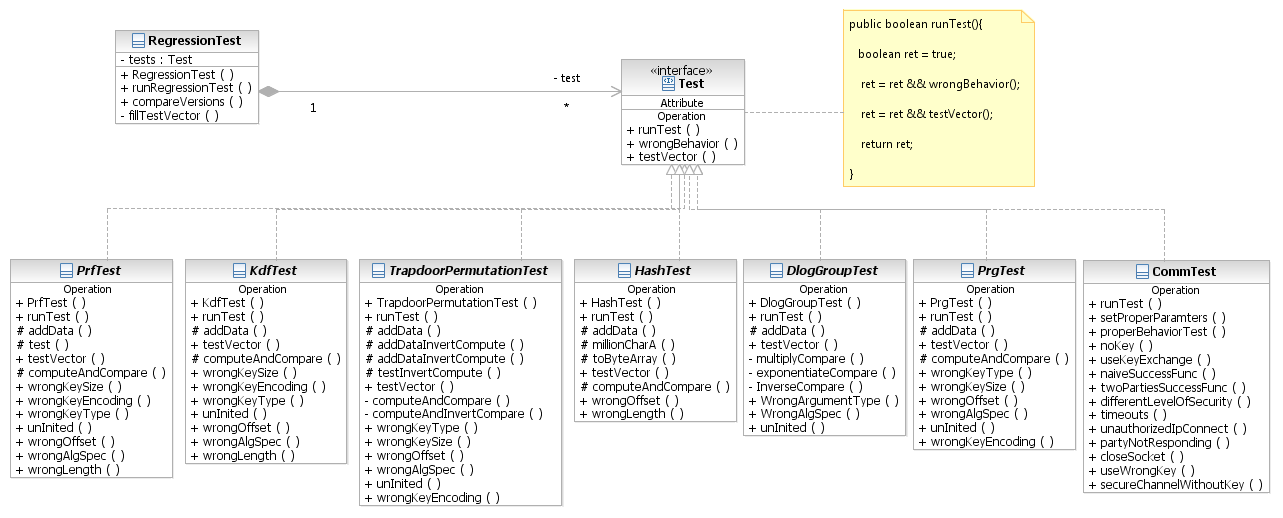 RegressionTest
- tests : Test
+ RegressionTest ( )
+ runRegressionTest ( )
+ compareVersions ( )
- fillTestVector ( )
1
- test
*
«interface»
Test
Attribute
Operation
+ runTest ( )
+ wrongBehavior ( )
+ testVector ( )
public boolean runTest(){
boolean ret = true;
ret = ret && wrongBehavior();
ret = ret && testVector();
return ret;
}
PrfTest
Operation
+ PrfTest ( )
+ runTest ( )
# addData ( )
# test ( )
+ testVector ( )
# computeAndCompare ( )
+ wrongKeySize ( )
+ wrongKeyEncoding ( )
+ wrongKeyType ( )
+ unInited ( )
+ wrongOffset ( )
+ wrongAlgSpec ( )
+ wrongLength ( )
KdfTest
Operation
+ KdfTest ( )
+ runTest ( )
# addData ( )
+ testVector ( )
# computeAndCompare ( )
+ wrongKeySize ( )
+ wrongKeyEncoding ( )
+ wrongKeyType ( )
+ unInited ( )
+ wrongOffset ( )
+ wrongAlgSpec ( )
+ wrongLength ( )
TrapdoorPermutationTest
Operation
+ TrapdoorPermutationTest ( )
+ runTest ( )
# addData ( )
# addDataInvertCompute ( )
# addDataInvertCompute ( )
# testInvertCompute ( )
+ testVector ( )
- computeAndCompare ( )
- computeAndInvertCompare ( )
+ wrongKeyType ( )
+ wrongKeySize ( )
+ wrongOffset ( )
+ wrongAlgSpec ( )
+ unInited ( )
+ wrongKeyEncoding ( )
HashTest
Operation
+ HashTest ( )
+ runTest ( )
# addData ( )
# millionCharA ( )
# toByteArray ( )
+ testVector ( )
# computeAndCompare ( )
+ wrongOffset ( )
+ wrongLength ( )
DlogGroupTest
Operation
+ DlogGroupTest ( )
+ runTest ( )
# addData ( )
+ testVector ( )
- multiplyCompare ( )
- exponentiateCompare ( )
- InverseCompare ( )
+ WrongArgumentType ( )
+ WrongAlgSpec ( )
+ unInited ( )
PrgTest
Operation
+ PrgTest ( )
+ runTest ( )
# addData ( )
+ testVector ( )
# computeAndCompare ( )
+ wrongKeyType ( )
+ wrongKeySize ( )
+ wrongOffset ( )
+ wrongAlgSpec ( )
+ unInited ( )
+ wrongKeyEncoding ( )
CommTest
Operation
+ runTest ( )
+ setProperParamters ( )
+ properBehaviorTest ( )
+ noKey ( )
+ useKeyExchange ( )
+ naiveSuccessFunc ( )
+ twoPartiesSuccessFunc ( )
+ differentLevelOfSecurity ( )
+ timeouts ( )
+ unauthorizedIpConnect ( )
+ partyNotResponding ( )
+ closeSocket ( )
+ useWrongKey ( )
+ secureChannelWithoutKey ( )